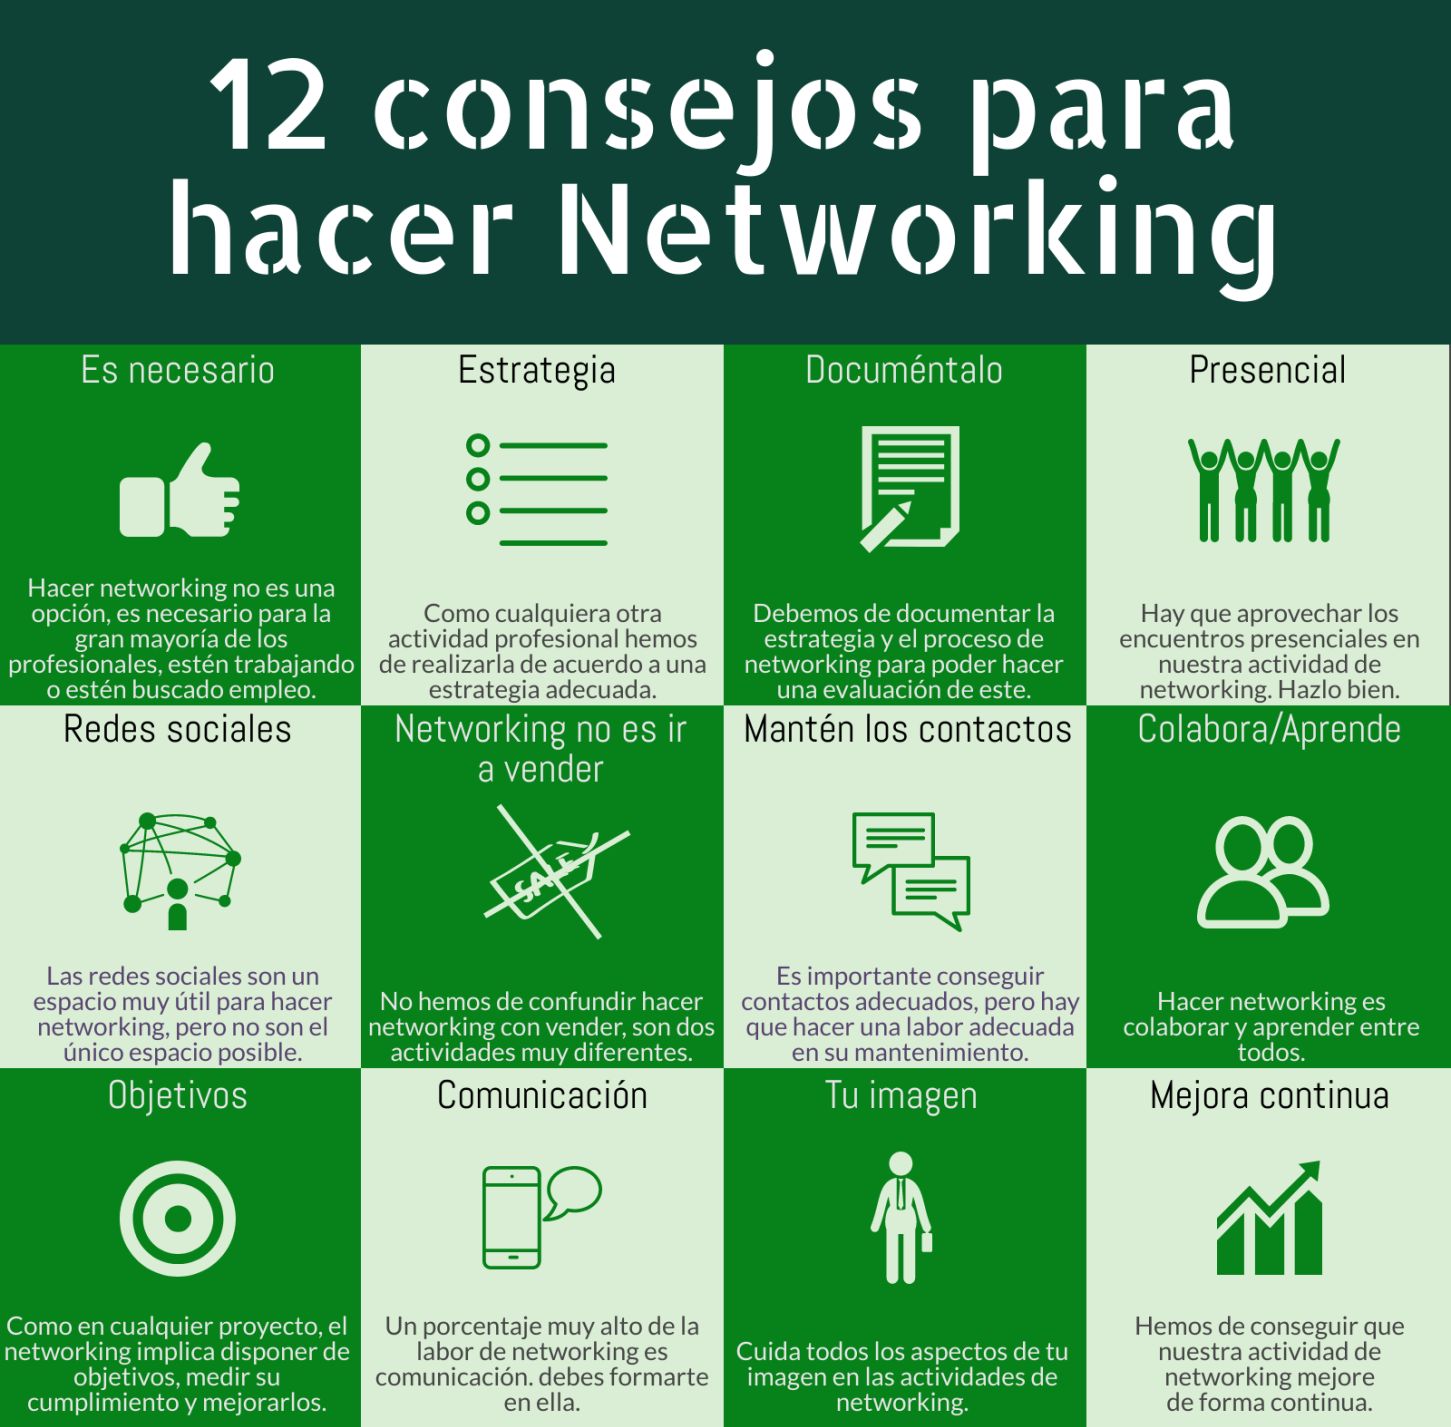 12 consejos para
hacer Networking
Es necesario
Hacer networking no es una
opción, es necesario para la
gran mayoría de los
profesionales, estén trabajando
o estén buscado empleo.
Estrategia
Como cualquiera otra
actividad profesional hemos
de realizarla de acuerdo a una
estrategia adecuada.
Documéntalo
Debemos de documentar la
estrategia y el proceso de
networking para poder hacer
una evaluación de este.
Presencial
Hay que aprovechar los
encuentros presenciales en
nuestra actividad de
networking. Hazlo bien.
Redes sociales
Las redes sociales son un
espacio muy útil para hacer
networking, pero no son el
único espacio posible.
Networking no es ir
a vender
SALE
No hemos de confundir hacer
networking con vender, son dos
actividades muy diferentes.
Mantén los contactos
Es importante conseguir
contactos adecuados, pero hay
que hacer una labor adecuada
en su mantenimiento.
Colabora/Aprende
Hacer networking es
colaborar y aprender entre
todos.
Objetivos
Como en cualquier proyecto, el
networking implica disponer de
objetivos, medir su
cumplimiento y mejorarlos.
Comunicación
Un porcentaje muy alto de la
labor de networking es
comunicación. debes formarte
en ella.
Tu imagen
Cuida todos los aspectos de tu
imagen en las actividades de
networking.
Mejora continua
Hemos de conseguir que
nuestra actividad de
networking mejore
de forma continua.